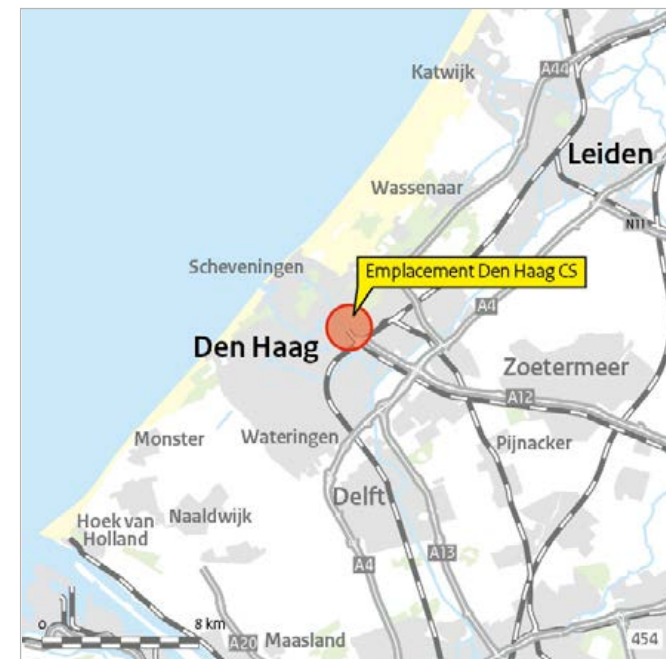 Katwijk
A44
Leiden
Wassenaar
N11
Scheveningen
Emplacement Den Haag CS
A4
Den Haag
Zoetermeer
A12
Monster
Wateringen
Pijnacker
Delft
Hoek van
Holland
Naaldwijk
A13
A4
0
8 km
A20
Maasland
454